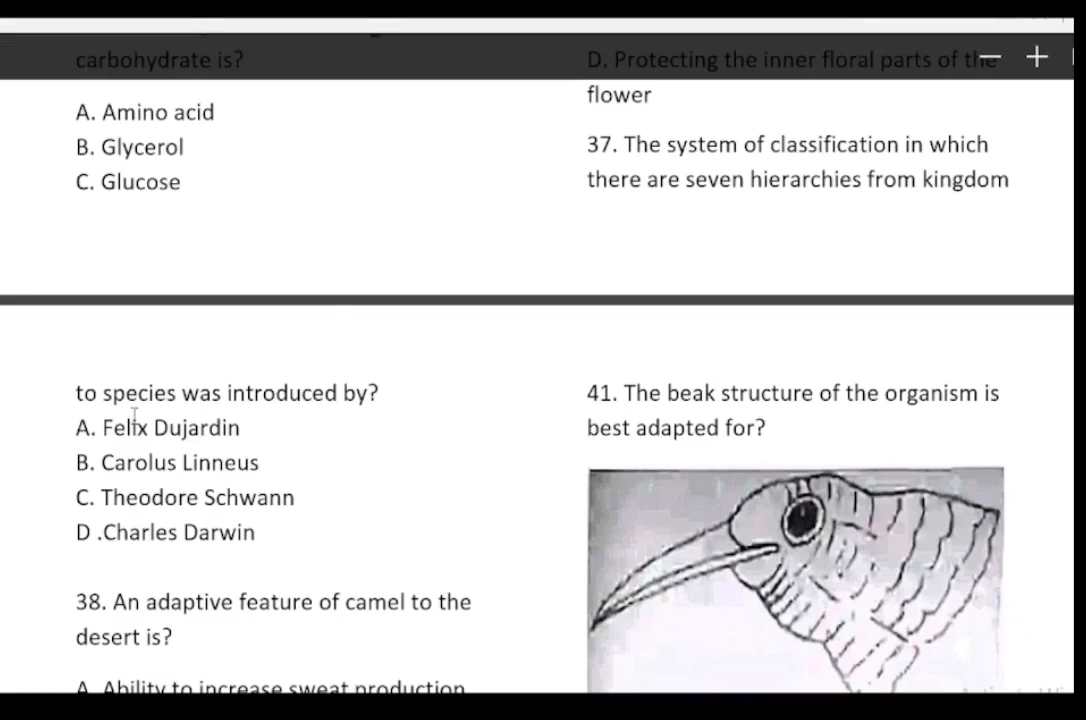 carbohydrate is?
A. Amino acid
B. Glycerol
C. Glucose
D. Protecting the inner floral parts of the
flower
37. The system of classification in which
there are seven hierarchies from kingdom
to species was introduced by?
A. Felix Dujardin
B. Carolus Linneus
C. Theodore Schwann
D .Charles Darwin
38. An adaptive feature of camel to the
desert is?
A. Ability to increase sweat production
41. The beak structure of the organism is
best adapted for?